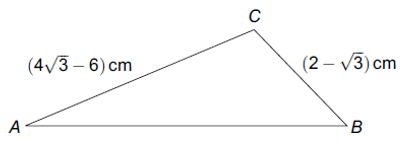 C
(4√3 – 6) cm
(2 – √3) cm
A
B